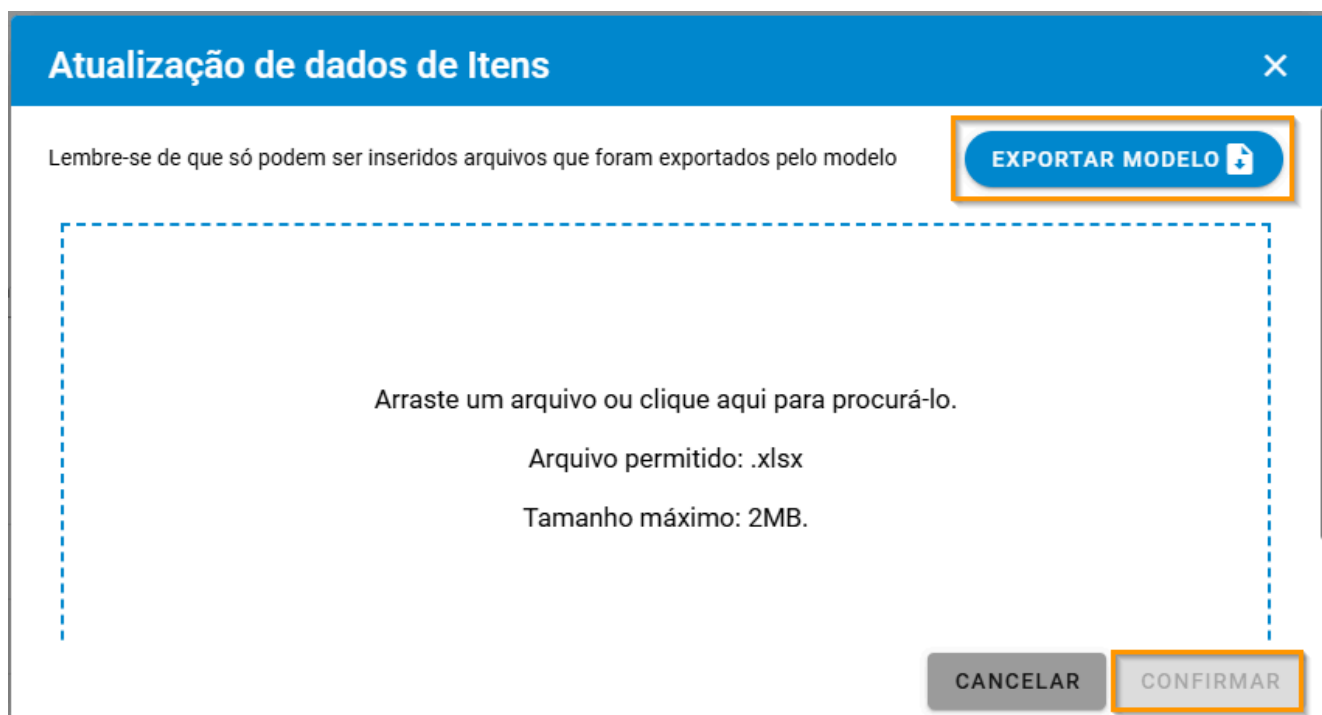 Atualização de dados de Itens
Lembre-se de que só podem ser inseridos arquivos que foram exportados pelo modelo
EXPORTAR MODELO
Arraste um arquivo ou clique aqui para procurá-lo.
Arquivo permitido: .xlsx
Tamanho máximo: 2MB.
CANCELAR
CONFIRMAR